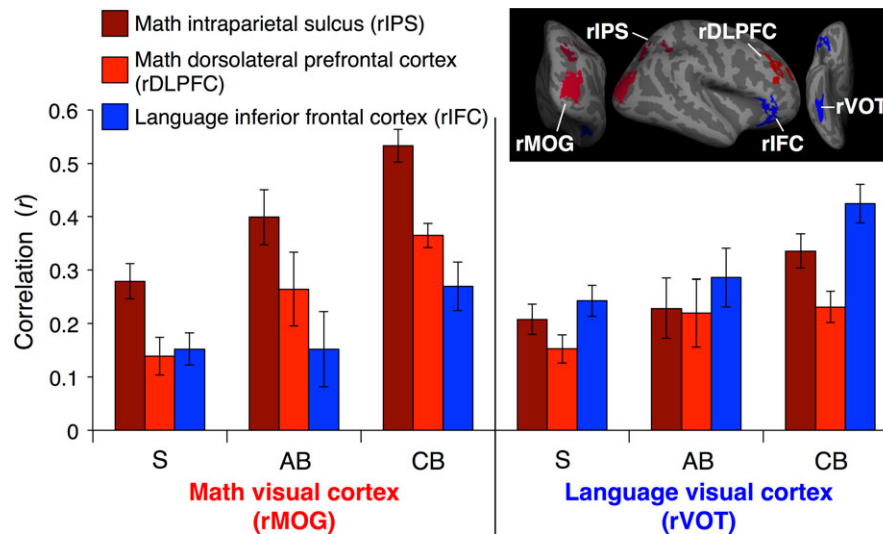 Math intraparietal sulcus (rIPS)
Math dorsolateral prefrontal cortex
(rDLPFC)
Language inferior frontal cortex (rIFC)
rIPS
rDLPFC
rMOG
rIFC
rVOT
Correlation (r)
0.6
0.5
0.4
0.3
0.2
0.1
0
S AB CB S AB CB
Math visual cortex
(rMOG)
Language visual cortex
(rVOT)